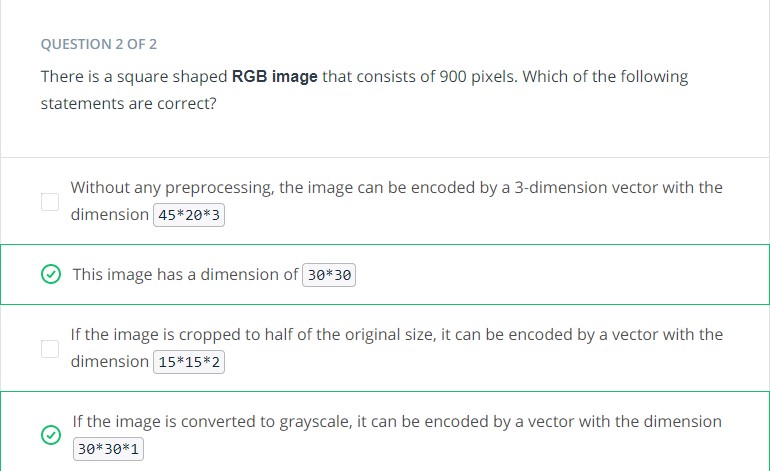 QUESTION 2 OF 2
There is a square shaped RGB image that consists of 900 pixels. Which of the following
statements are correct?
Without any preprocessing, the image can be encoded by a 3-dimension vector with the
dimension 45*20*3
This image has a dimension of 30*30
If the image is cropped to half of the original size, it can be encoded by a vector with the
dimension 15*15*2
If the image is converted to grayscale, it can be encoded by a vector with the dimension
30*30*1